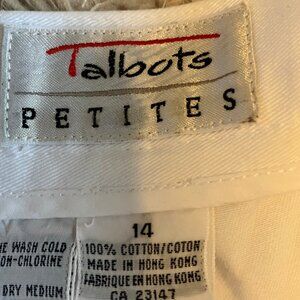 Talbots
PETITES
WASH COLD
ON-CHLORINE
DRY MEDIUM
14
100% COTTON/COTON
MADE IN HONG KONG
FABRIQUE EN HONG KONG
CA 23147